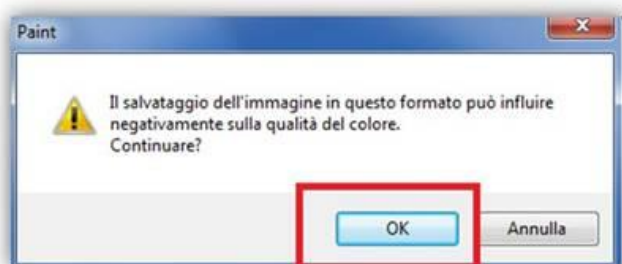 Paint
Il salvataggio dell'immagine in questo formato può influire
negativamente sulla qualità del colore.
Continuare?
OK
Annulla